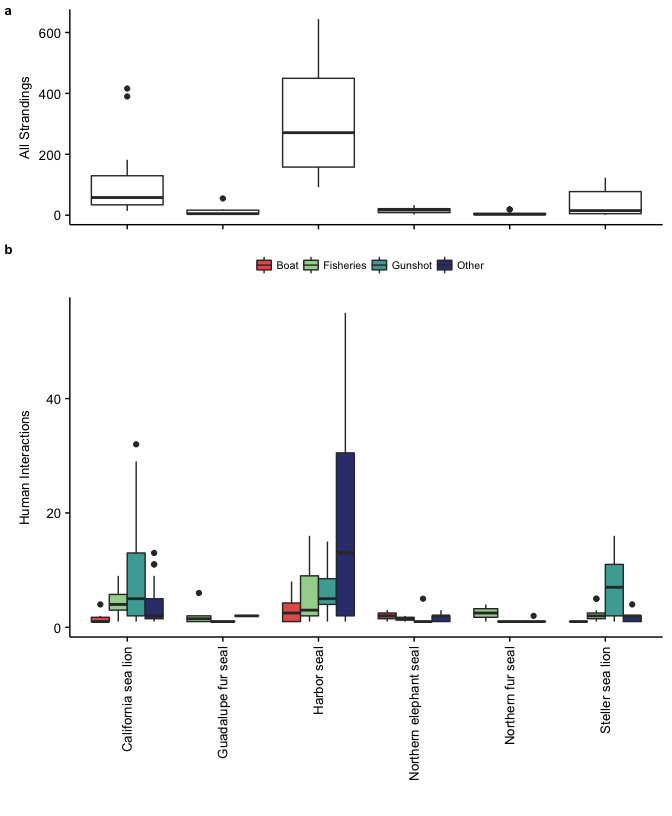 a
All Strandings
600
400
200
0
b
Boat Fisheries Gunshot Other
Human Interactions
40
20
0
California sea lion
Guadalupe fur seal
Harbor seal
Northern elephant seal
Northern fur seal
Steller sea lion